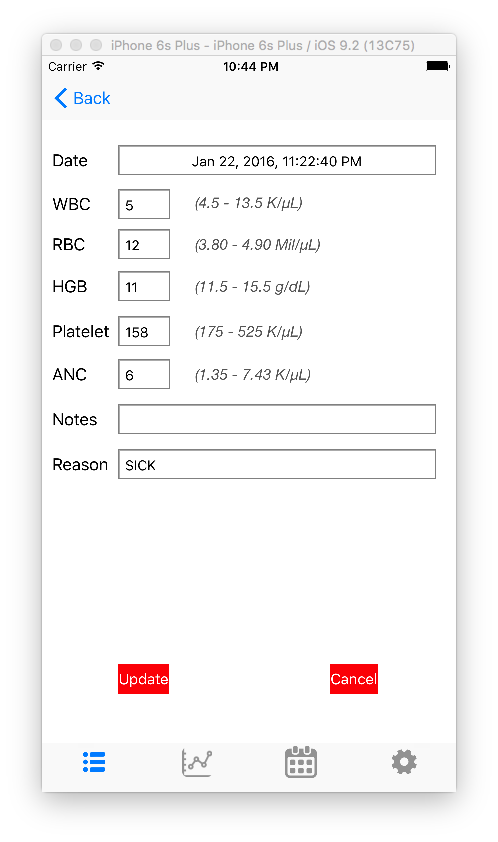 iPhone 6s Plus - iPhone 6s Plus / iOS 9.2 (13C75)
Carrier 10:44 PM
Back
Date Jan 22, 2016, 11:22:40 PM
WBC 5 (4.5 - 13.5 K/µL)
RBC 12 (3.80 - 4.90 Mil/µL)
HGB 11 (11.5 - 15.5 g/dL)
Platelet 158 (175 - 525 K/µL)
ANC 6 (1.35 - 7.43 K/µL)
Notes
Reason SICK
Update Cancel